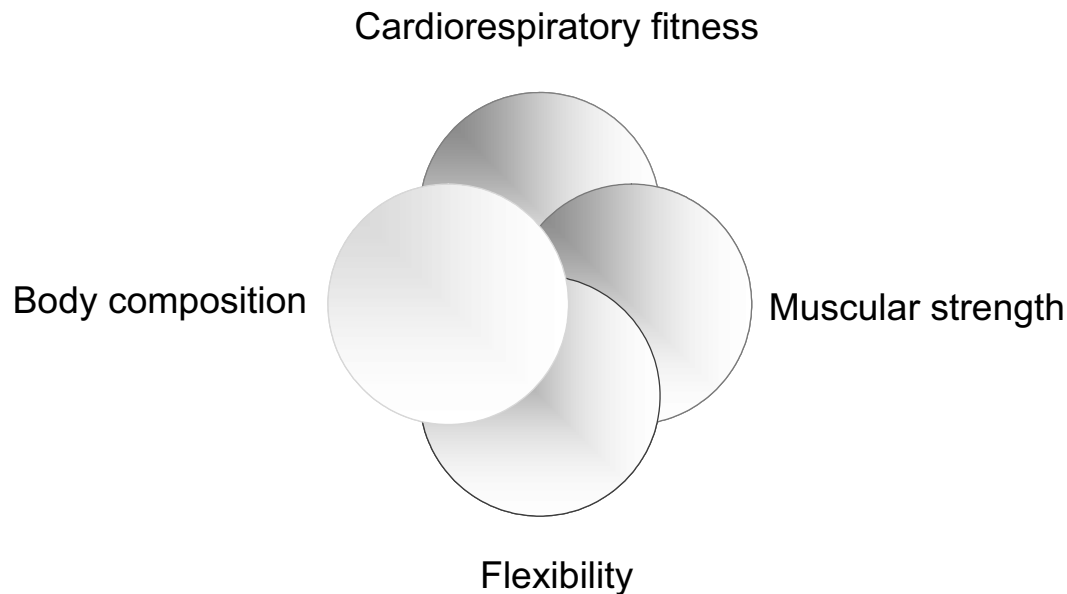 Cardiorespiratory fitness
Body composition
Muscular strength
Flexibility